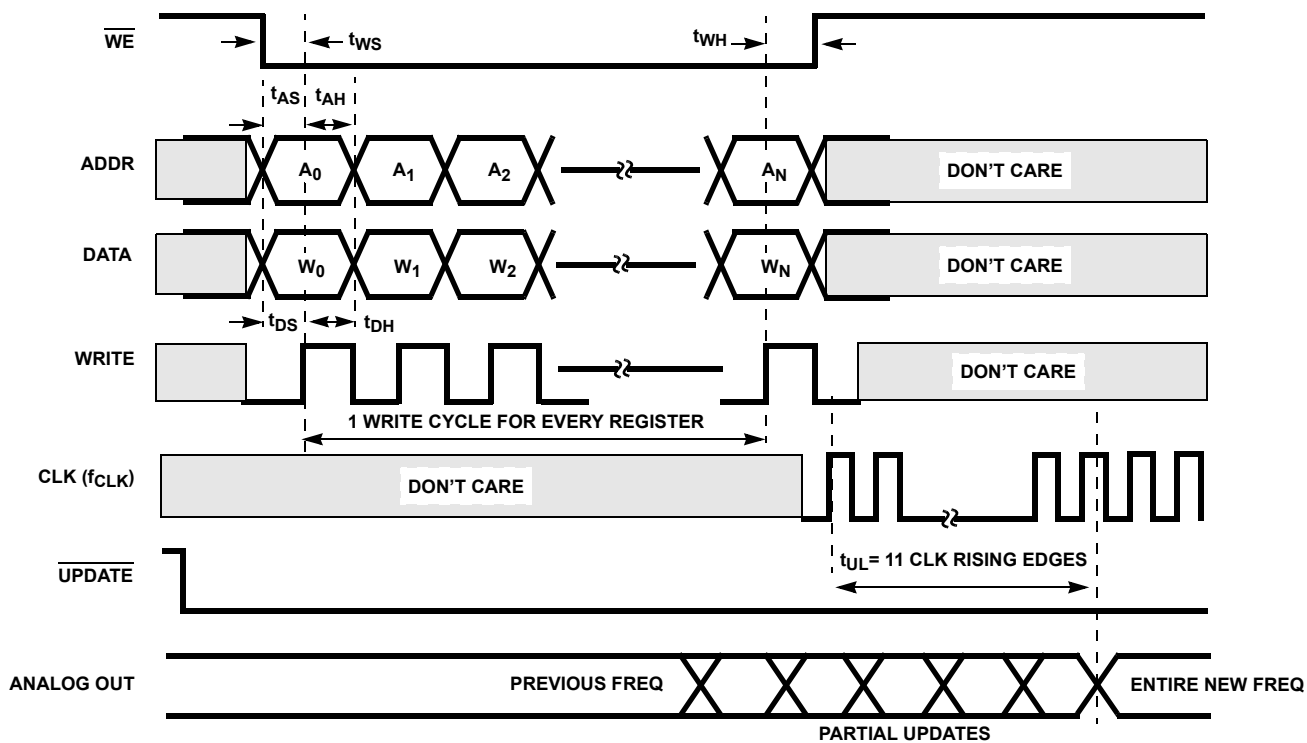 WE
tWS
tWH
tAS
tAH
ADDR
A0
A1
A2
AN
DON'T CARE
DATA
W0
W1
W2
WN
DON'T CARE
tDS
tDH
WRITE
DON'T CARE
1 WRITE CYCLE FOR EVERY REGISTER
CLK (fCLK)
DON'T CARE
tUL= 11 CLK RISING EDGES
UPDATE
ANALOG OUT
PREVIOUS FREQ
ENTIRE NEW FREQ
PARTIAL UPDATES